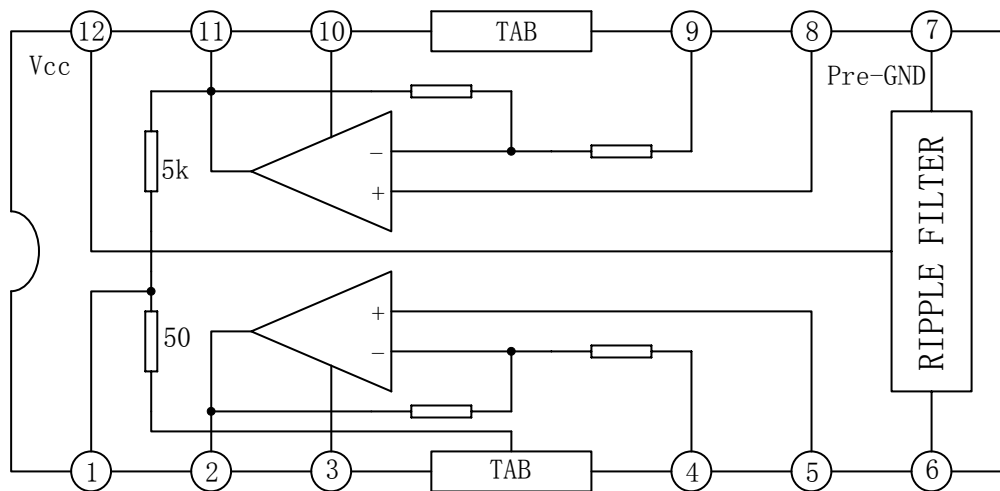 12 11 10 TAB 9 8 7
Vcc
Pre-GND
5k
−
+
RIPPLE FILTER
50
+
−
1 2 3 TAB 4 5 6